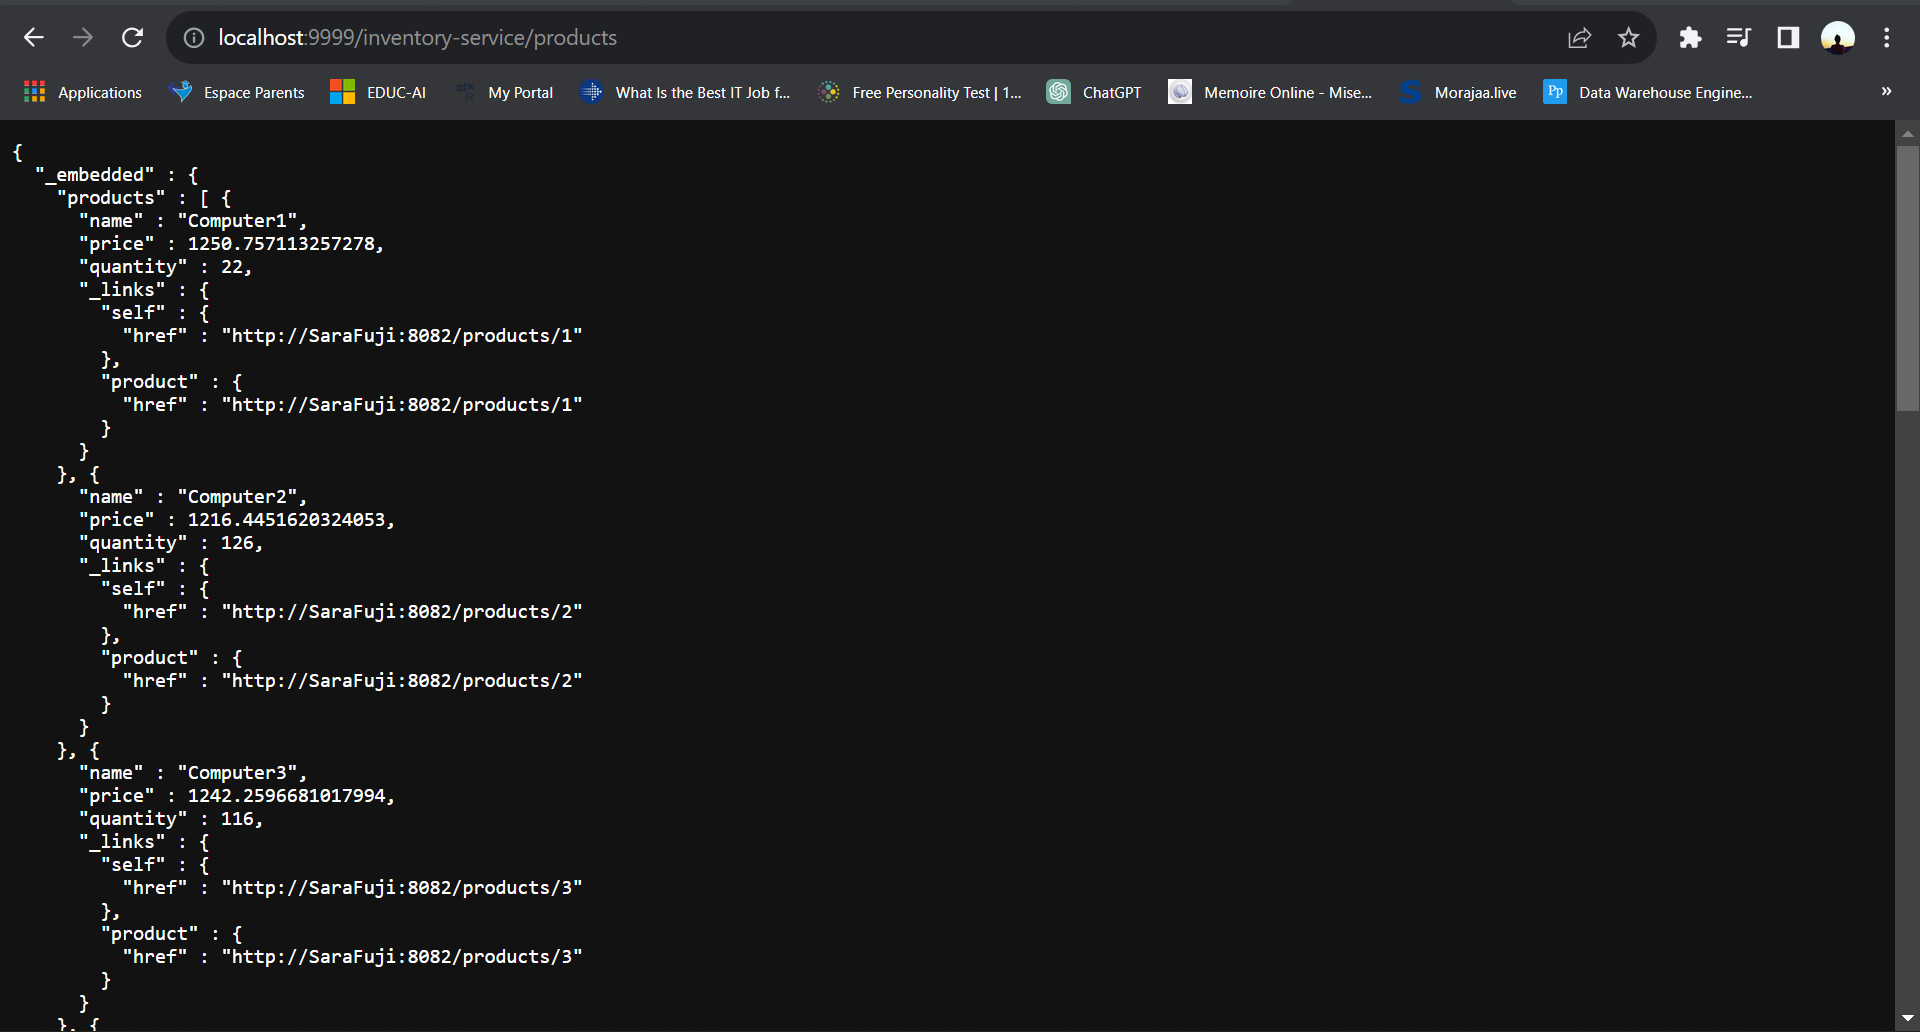 localhost:9999/inventory-service/products
Applications Espace Parents EDUC-AI My Portal What Is the Best IT Job f... Free Personality Test | 1... ChatGPT Memoire Online - Mise... Morajaa.live Pp Data Warehouse Engine... »
{
  "_embedded" : {
    "products" : [ {
      "name" : "Computer1",
      "price" : 1250.757113257278,
      "quantity" : 22,
      "_links" : {
        "self" : {
          "href" : "http://SaraFuji:8082/products/1"
        },
        "product" : {
          "href" : "http://SaraFuji:8082/products/1"
        }
      }
    }, {
      "name" : "Computer2",
      "price" : 1216.4451620324053,
      "quantity" : 126,
      "_links" : {
        "self" : {
          "href" : "http://SaraFuji:8082/products/2"
        },
        "product" : {
          "href" : "http://SaraFuji:8082/products/2"
        }
      }
    }, {
      "name" : "Computer3",
      "price" : 1242.2596681017994,
      "quantity" : 116,
      "_links" : {
        "self" : {
          "href" : "http://SaraFuji:8082/products/3"
        },
        "product" : {
          "href" : "http://SaraFuji:8082/products/3"
        }
      }
    }, {